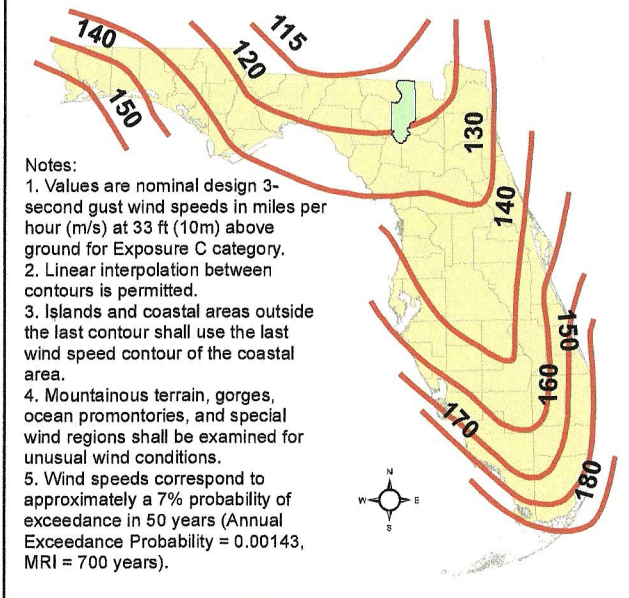 115
140
120
150
130
140
Notes:
1. Values are nominal design 3-
second gust wind speeds in miles per
hour (m/s) at 33 ft (10m) above
ground for Exposure C category.
2. Linear interpolation between
contours is permitted.
3. Islands and coastal areas outside
the last contour shall use the last
wind speed contour of the coastal
area.
4. Mountainous terrain, gorges,
ocean promontories, and special
wind regions shall be examined for
unusual wind conditions.
5. Wind speeds correspond to
approximately a 7% probability of
exceedance in 50 years (Annual
Exceedance Probability = 0.00143,
MRI = 700 years).
150
160
170
180
N
W E
S